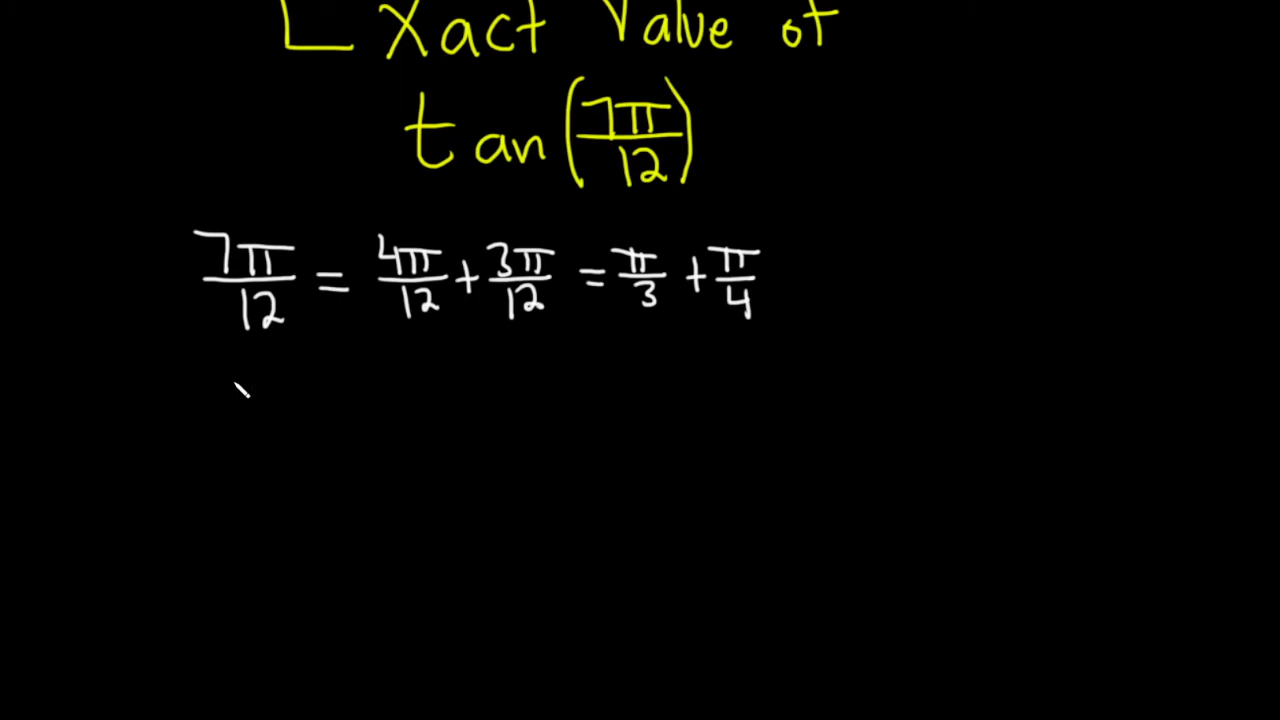 Exact Value of
tan(7π/12)
7π/12 = 4π/12 + 3π/12 = π/3 + π/4